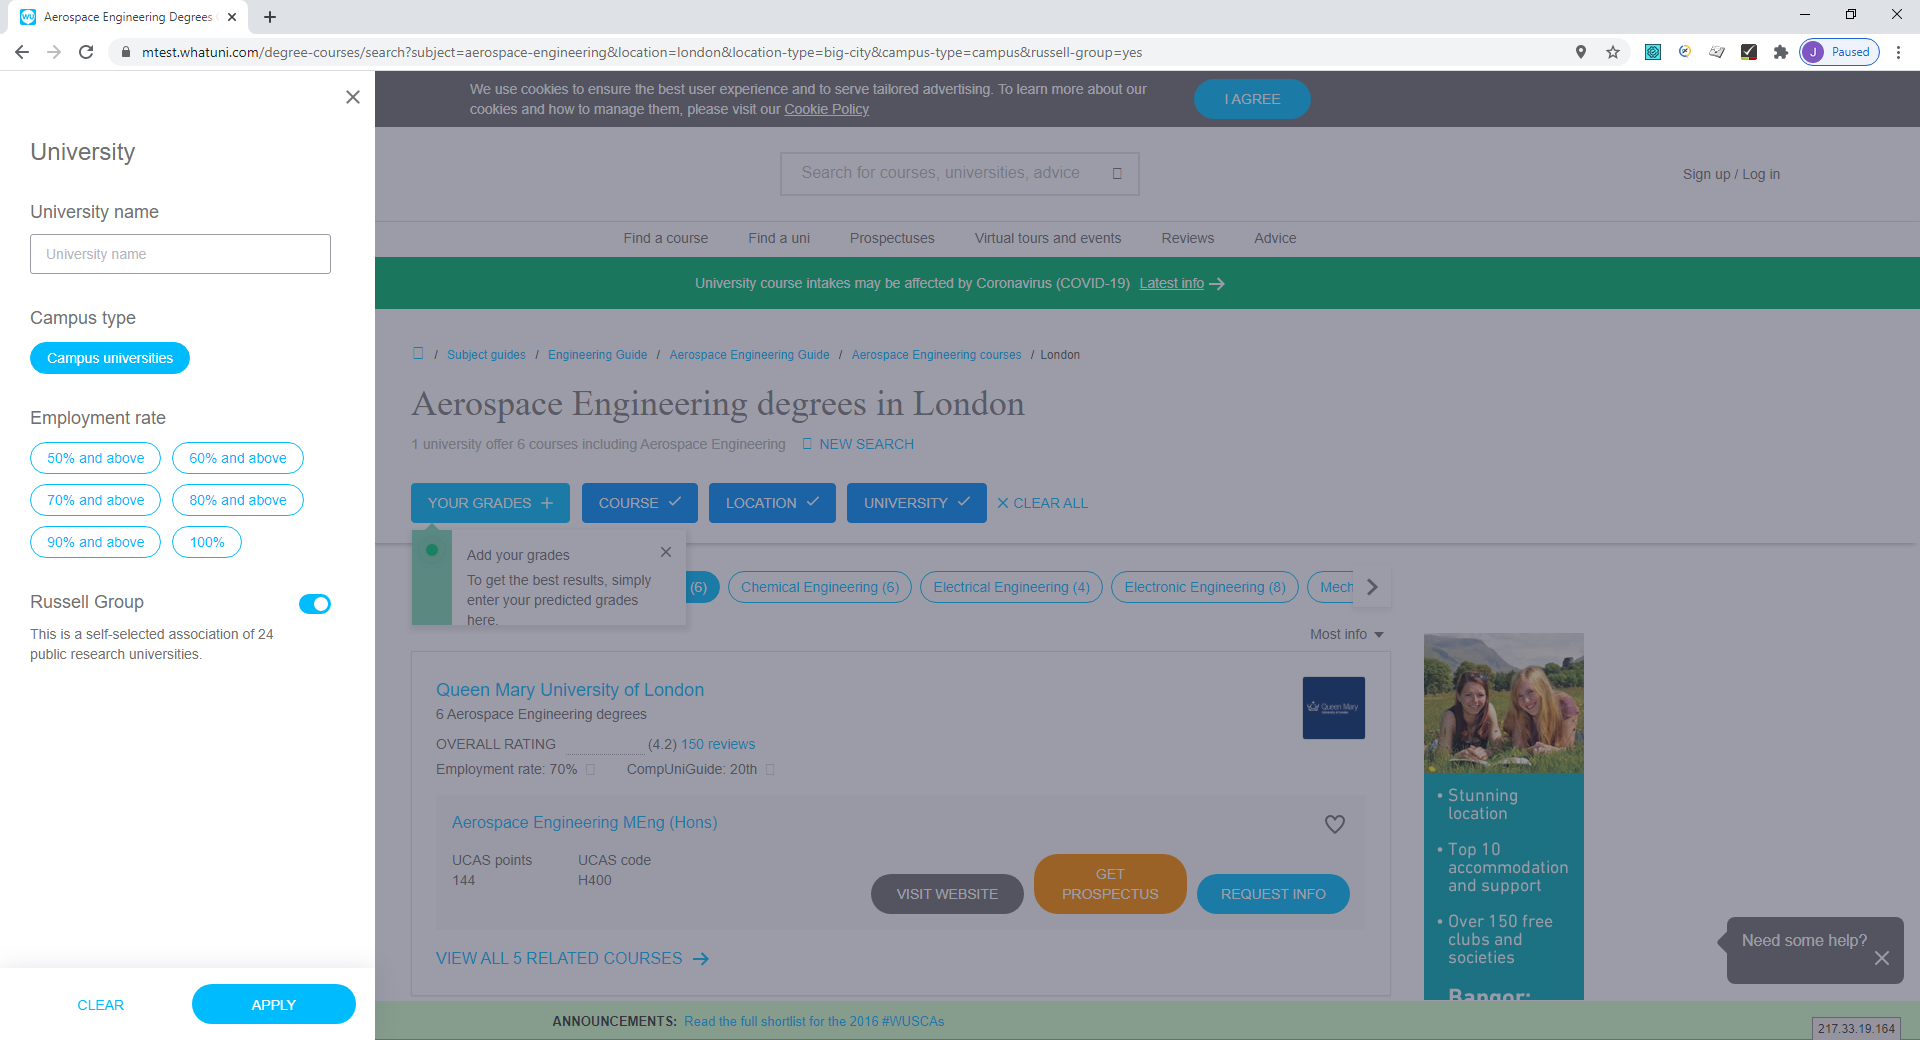 Aerospace Engineering Degrees
mtest.whatuni.com/degree-courses/search?subject=aerospace-engineering&location=london&location-type=big-city&campus-type=campus&russell-group=yes
J Paused
University
University name
University name
Campus type
Campus universities
Employment rate
50% and above 60% and above
70% and above 80% and above
90% and above 100%
Russell Group
This is a self-selected association of 24
public research universities.
CLEAR APPLY
We use cookies to ensure the best user experience and to serve tailored advertising. To learn more about our
cookies and how to manage them, please visit our Cookie Policy
I AGREE
Search for courses, universities, advice
Sign up / Log in
Find a course Find a uni Prospectuses Virtual tours and events Reviews Advice
University course intakes may be affected by Coronavirus (COVID-19) Latest info
/ Subject guides / Engineering Guide / Aerospace Engineering Guide / Aerospace Engineering courses / London
Aerospace Engineering degrees in London
1 university offer 6 courses including Aerospace Engineering NEW SEARCH
YOUR GRADES COURSE LOCATION UNIVERSITY CLEAR ALL
Add your grades
To get the best results, simply
enter your predicted grades
here.
(6) Chemical Engineering (6) Electrical Engineering (4) Electronic Engineering (8) Mech
Most info
Queen Mary University of London
6 Aerospace Engineering degrees
OVERALL RATING (4.2) 150 reviews
Employment rate: 70% CompUniGuide: 20th
Queen Mary
Aerospace Engineering MEng (Hons)
UCAS points UCAS code
144 H400
VISIT WEBSITE
GET
PROSPECTUS
REQUEST INFO
VIEW ALL 5 RELATED COURSES
• Stunning
location
• Top 10
accommodation
and support
• Over 150 free
clubs and
societies
Bangor:
Need some help?
ANNOUNCEMENTS: Read the full shortlist for the 2016 #WUSCAs
217.33.19.164